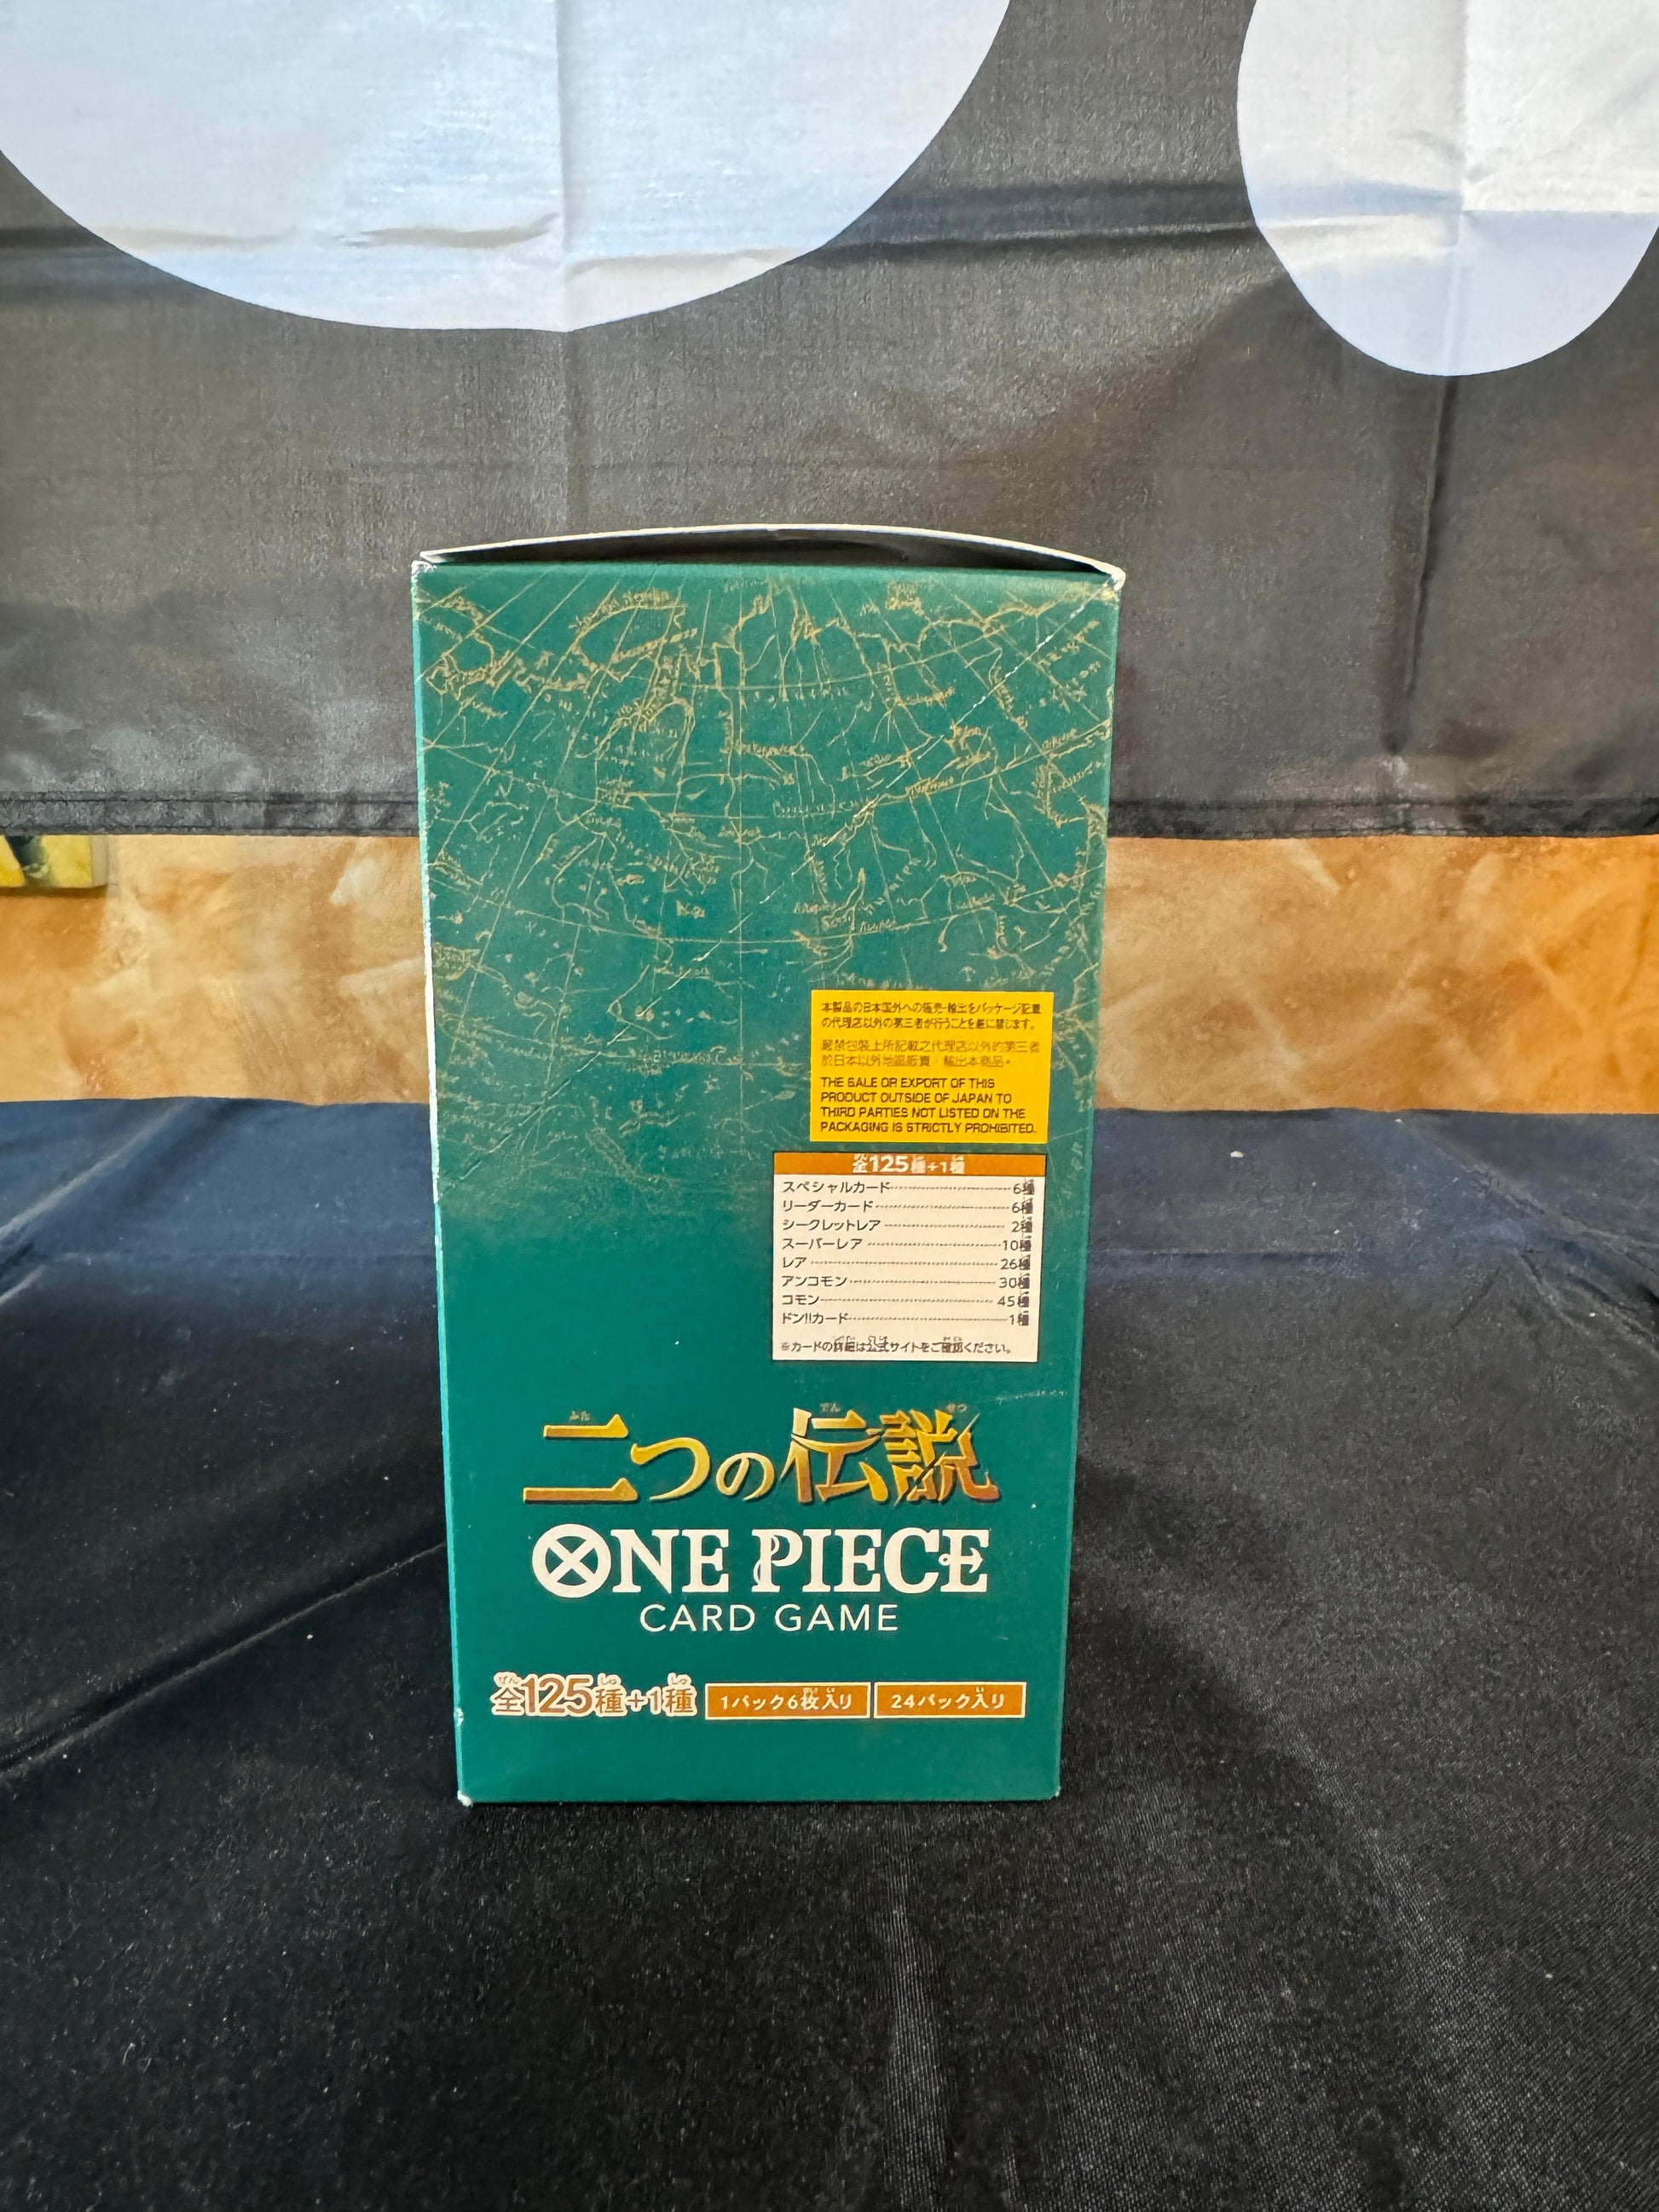 本製品の日本国外への販売・輸出をパッケージ記載
の代理店以外の第三者が行うことを厳に禁じます。
嚴禁包裝上所記載之代理店以外的第三者
於日本以外地區販賣、輸出本商品。
THE SALE OR EXPORT OF THIS
PRODUCT OUTSIDE OF JAPAN TO
THIRD PARTIES NOT LISTED ON THE
PACKAGING IS STRICTLY PROHIBITED.
全125種+1種
スペシャルカード 6種
リーダーカード 6種
シークレットレア 2種
スーパーレア 10種
レア 26種
アンコモン 30種
コモン 45種
ドン!!カード 1種
※カードの詳細は公式サイトをご確認ください。
二つの伝説
ONE PIECE
CARD GAME
全125種+1種 1パック6枚入り 24パック入り